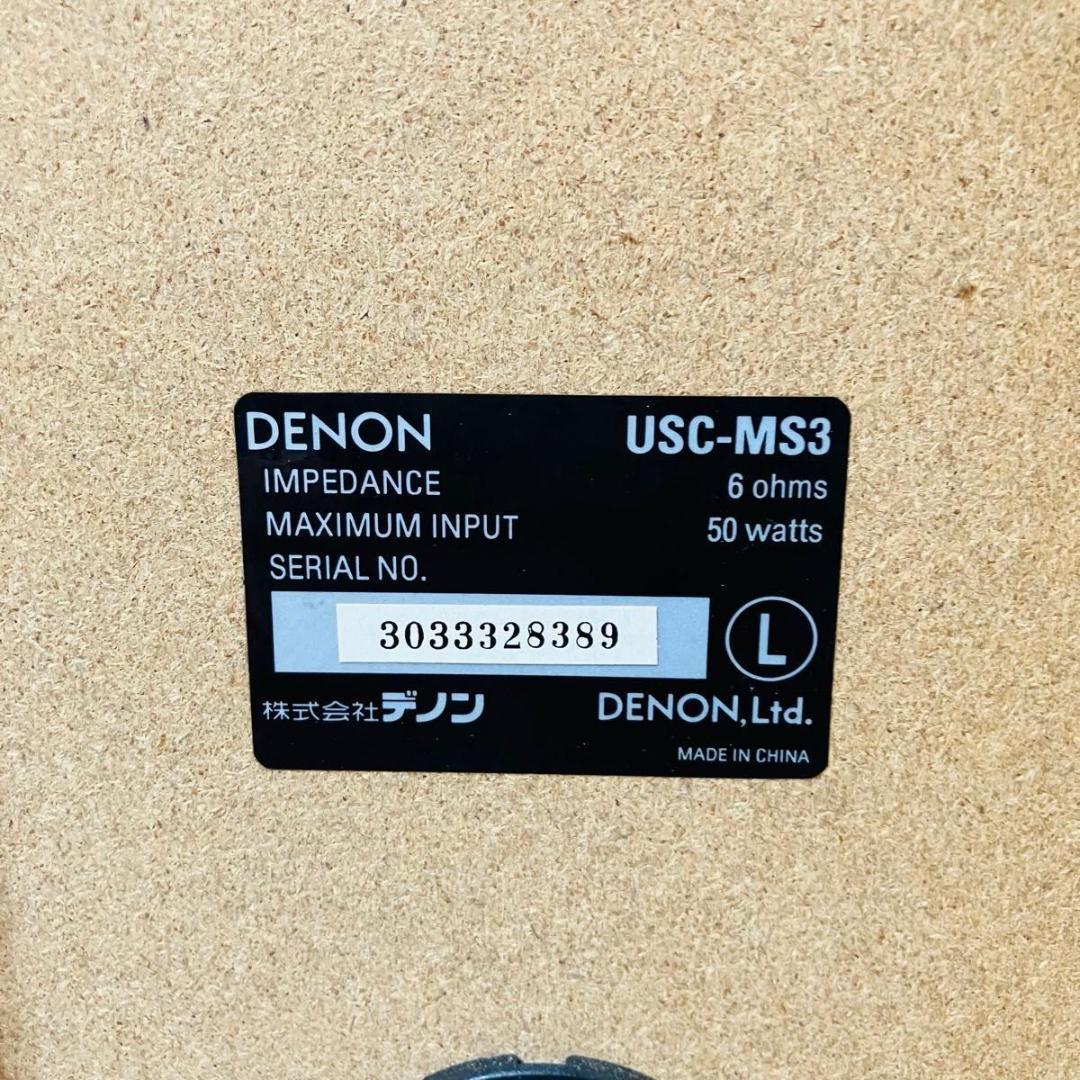 DENON USC-MS3
IMPEDANCE 6 ohms
MAXIMUM INPUT 50 watts
SERIAL NO.
3033328389 L
株式会社デノン DENON,Ltd.
MADE IN CHINA